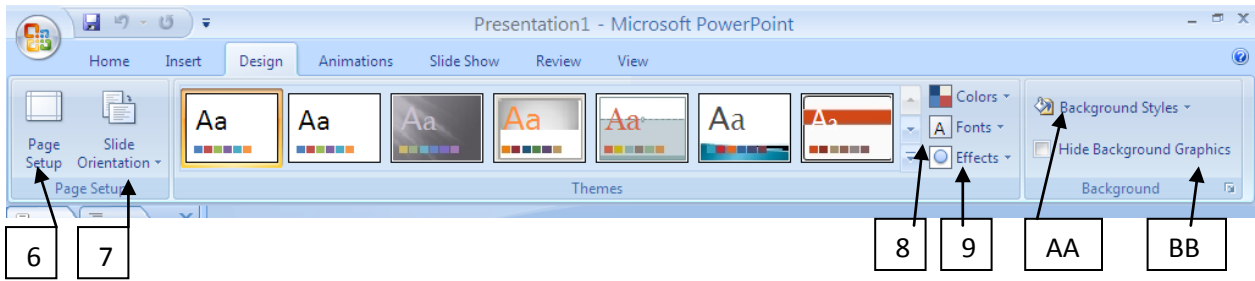 Presentation1 - Microsoft PowerPoint
Home Insert Design Animations Slide Show Review View
Aa Aa Aa Aa Aa Aa Aa
Colors
Fonts
Effects
Background Styles
Hide Background Graphics
Page Setup
Slide Orientation
Page Setup Themes Background
6 7 8 9 AA BB